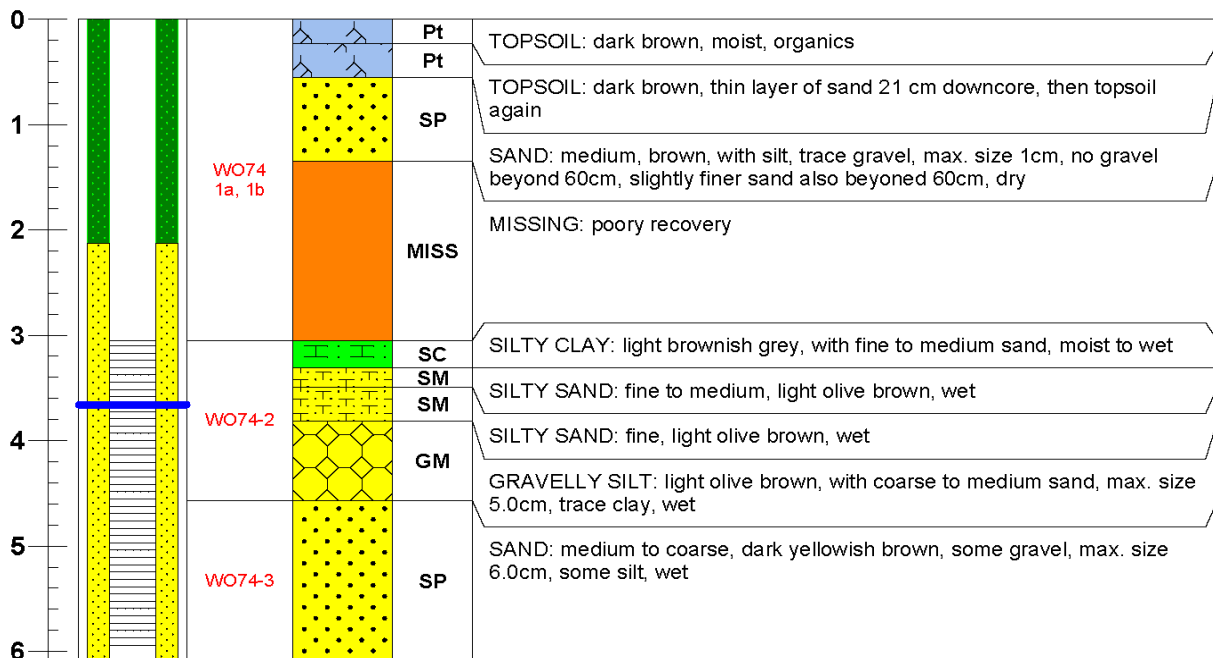 0
Pt
TOPSOIL: dark brown, moist, organics
Pt
TOPSOIL: dark brown, thin layer of sand 21 cm downcore, then topsoil
again
1
SP
SAND: medium, brown, with silt, trace gravel, max. size 1cm, no gravel
beyond 60cm, slightly finer sand also beyoned 60cm, dry
WO74
1a, 1b
2
MISS
MISSING: poory recovery
3
SC
SILTY CLAY: light brownish grey, with fine to medium sand, moist to wet
SM
SILTY SAND: fine to medium, light olive brown, wet
SM
SILTY SAND: fine, light olive brown, wet
WO74-2
4
GM
GRAVELLY SILT: light olive brown, with coarse to medium sand, max. size
5.0cm, trace clay, wet
5
WO74-3
SP
SAND: medium to coarse, dark yellowish brown, some gravel, max. size
6.0cm, some silt, wet
6